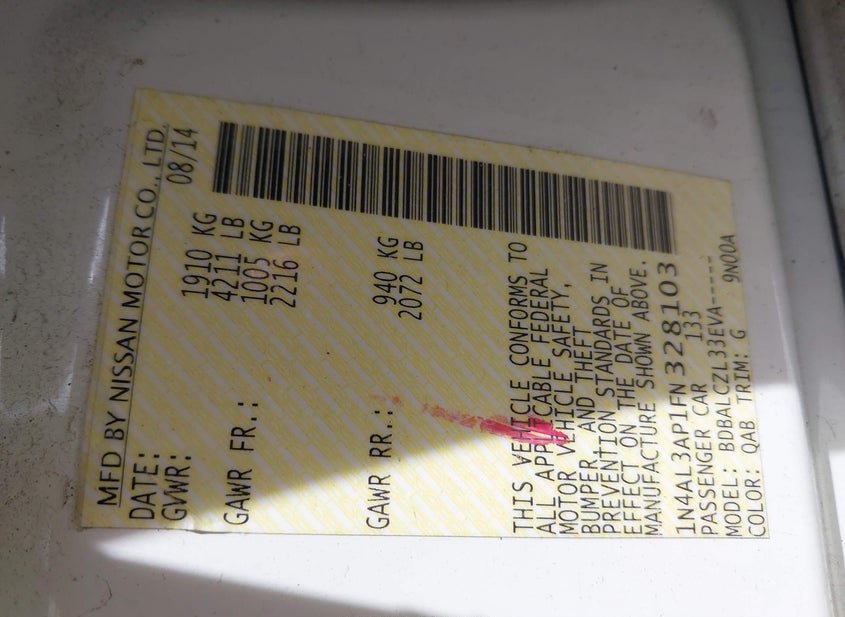 MFD BY NISSAN MOTOR CO., LTD.
DATE: 08/14
GVWR: 1910 KG
4211 LB
GAWR FR.: 1005 KG
2216 LB
GAWR RR.: 940 KG
2072 LB
THIS VEHICLE CONFORMS TO
ALL APPLICABLE FEDERAL
MOTOR VEHICLE SAFETY,
BUMPER, AND THEFT
PREVENTION STANDARDS IN
EFFECT ON THE DATE OF
MANUFACTURE SHOWN ABOVE.
1N4AL3AP1FN328103
PASSENGER CAR 133
MODEL: BDBALCZL33EVA-----
COLOR: QAB TRIM: G 9N00A